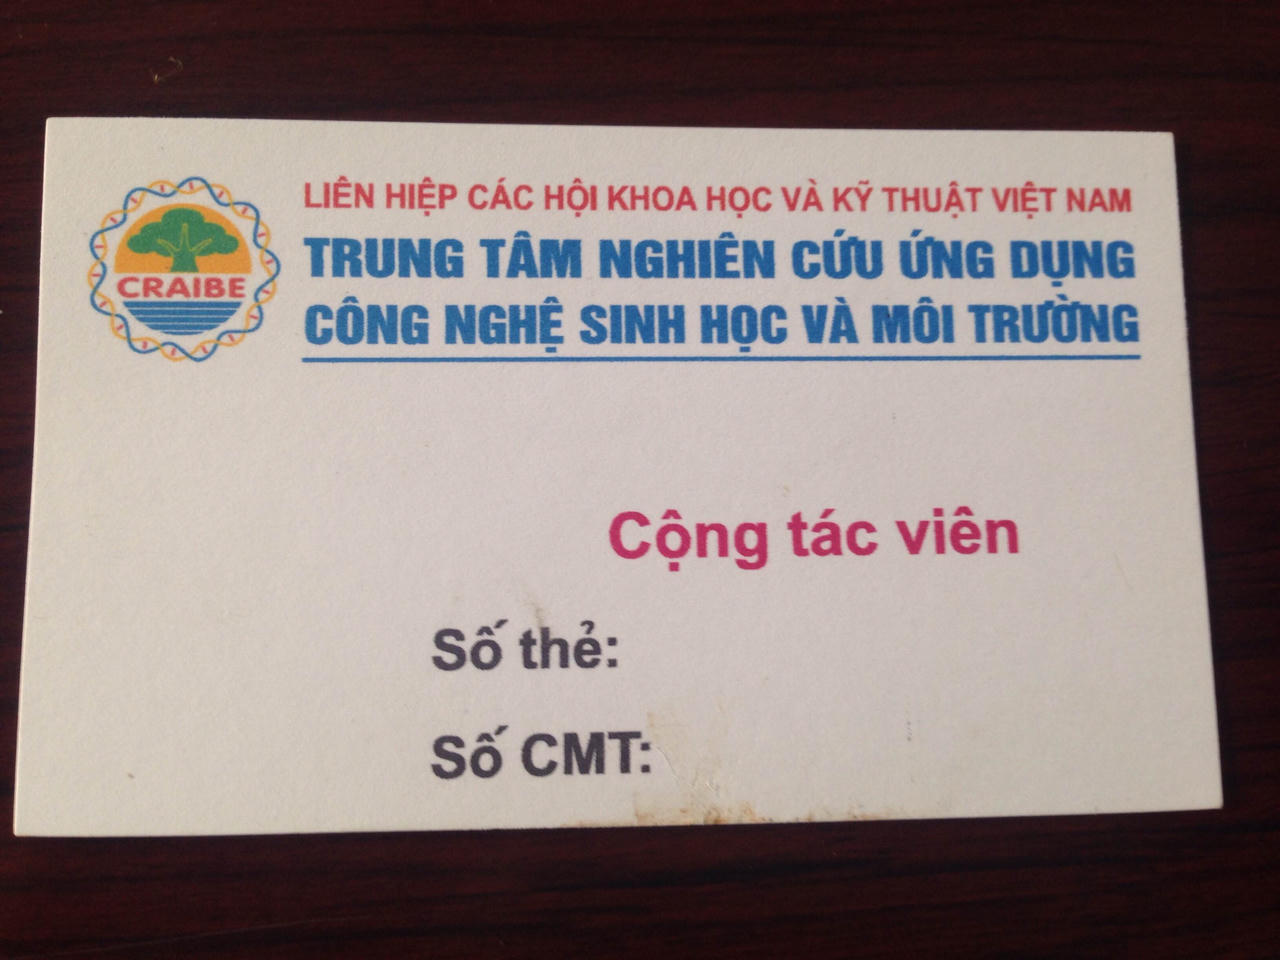 LIÊN HIỆP CÁC HỘI KHOA HỌC VÀ KỸ THUẬT VIỆT NAM
TRUNG TÂM NGHIÊN CỨU ỨNG DỤNG
CÔNG NGHỆ SINH HỌC VÀ MÔI TRƯỜNG
CRAIBE
Cộng tác viên
Số thẻ:
Số CMT: